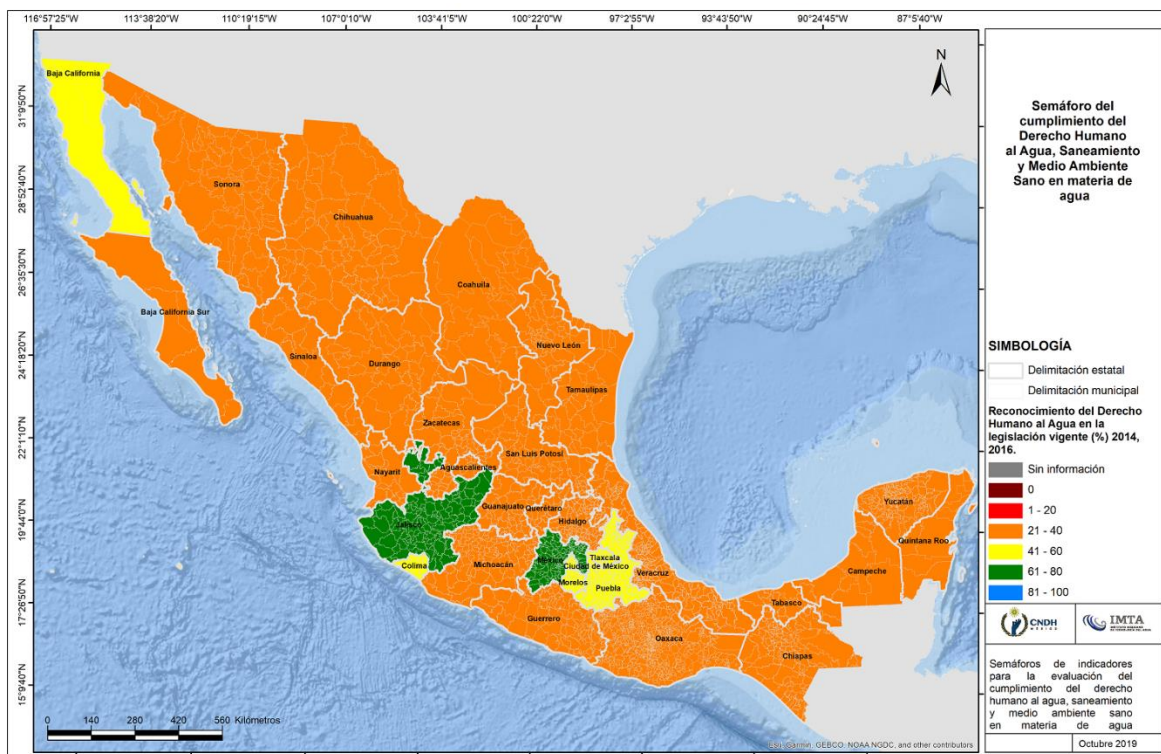 116°57'25"W 113°38'20"W 110°19'15"W 107°0'10"W 103°41'5"W 100°22'0"W 97°2'55"W 93°43'50"W 90°24'45"W 87°5'40"W
31°9'50"N
28°52'40"N
26°35'30"N
24°18'20"N
22°1'10"N
19°44'0"N
17°26'50"N
15°9'40"N
Baja California
Sonora
Chihuahua
Coahuila
Baja California Sur
Sinaloa
Durango
Nuevo León
Tamaulipas
Zacatecas
San Luis Potosí
Nayarit
Aguascalientes
Jalisco
Guanajuato
Querétaro
Hidalgo
Colima
Michoacán
México
Tlaxcala
Ciudad de México
Morelos
Puebla
Veracruz
Guerrero
Oaxaca
Tabasco
Chiapas
Campeche
Yucatán
Quintana Roo
N
0 140 280 420 560 Kilómetros
Esri, Garmin, GEBCO, NOAA NGDC, and other contributors
Semáforo del
cumplimiento del
Derecho Humano
al Agua, Saneamiento
y Medio Ambiente
Sano en materia de
agua
SIMBOLOGÍA
Delimitación estatal
Delimitación municipal
Reconocimiento del Derecho
Humano al Agua en la
legislación vigente (%) 2014,
2016.
Sin información
0
1 - 20
21 - 40
41 - 60
61 - 80
81 - 100
CNDH
MÉXICO
IMTA
Semáforos de indicadores
para la evaluación del
cumplimiento del derecho
humano al agua, saneamiento
y medio ambiente sano
en materia de agua
Octubre 2019